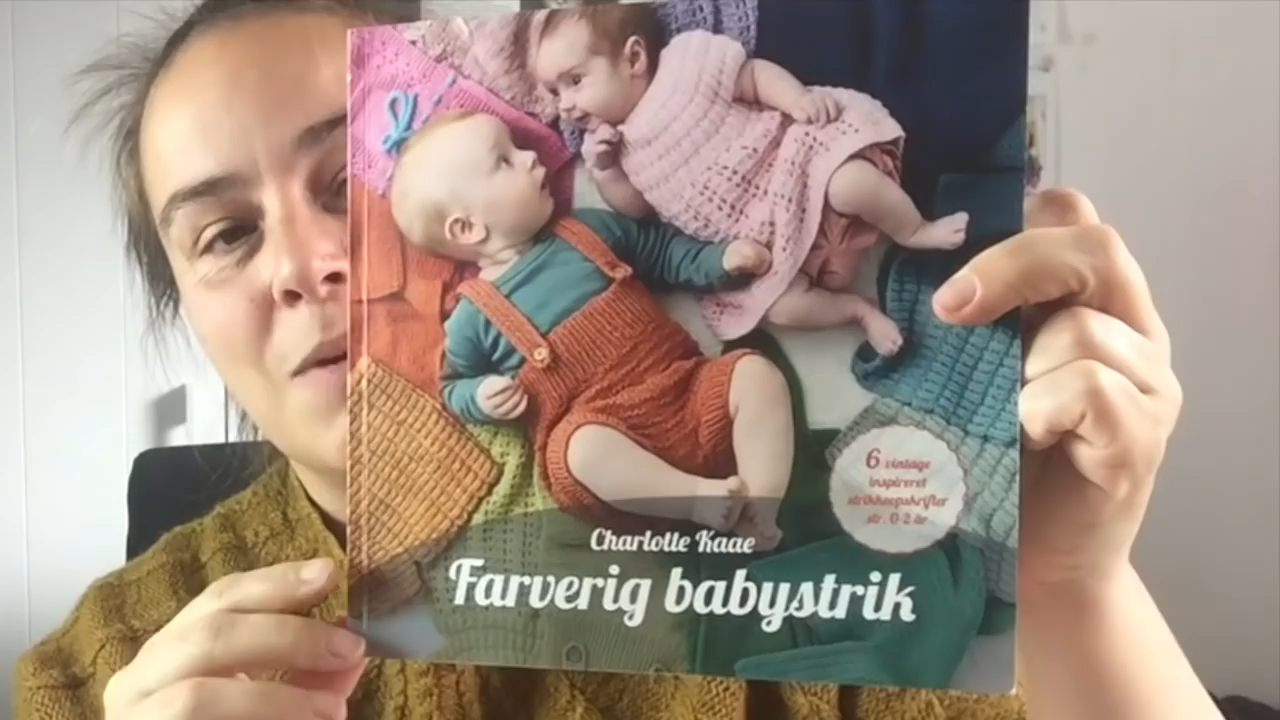 Charlotte Kaae
Farverig babystrik
6 vintage
inspireret
strikkeopskrifter
str. 0-2 år